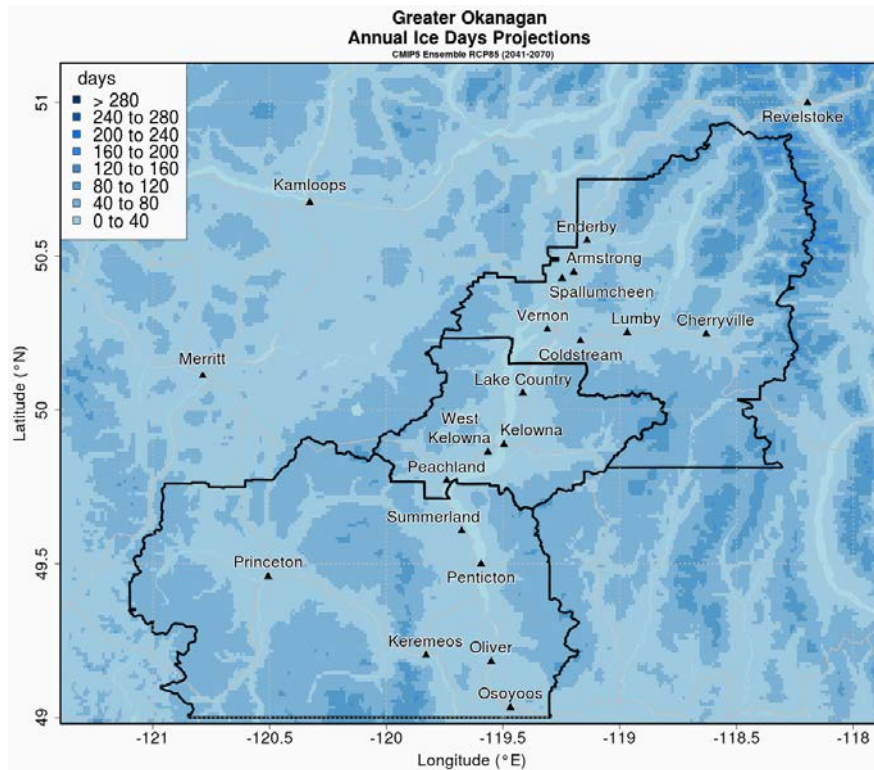 Greater Okanagan
Annual Ice Days Projections
CMIP5 Ensemble RCP85 (2041-2070)
days
> 280
240 to 280
200 to 240
160 to 200
120 to 160
80 to 120
40 to 80
0 to 40
Revelstoke
Kamloops
Enderby
Armstrong
Spallumcheen
Vernon
Lumby
Cherryville
Coldstream
Merritt
Lake Country
West
Kelowna
Kelowna
Peachland
Summerland
Princeton
Penticton
Keremeos
Oliver
Osoyoos
Latitude (°N)
51
50.5
50
49.5
49
-121
-120.5
-120
-119.5
-119
-118.5
-118
Longitude (°E)